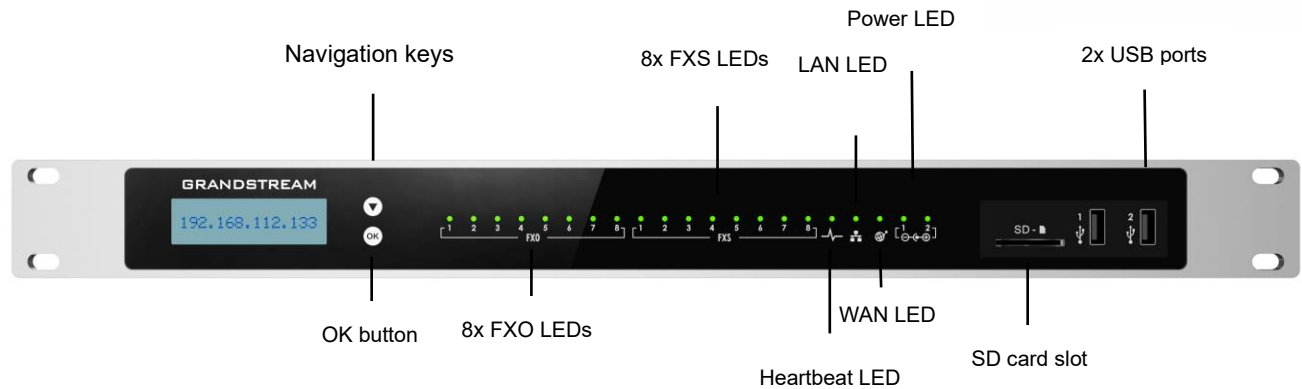 Power LED
Navigation keys
8x FXS LEDs
LAN LED
2x USB ports
GRANDSTREAM
192.168.112.133
OK
1 2 3 4 5 6 7 8
FXO
1 2 3 4 5 6 7 8
FXS
1 2
SD -
1
2
OK button
8x FXO LEDs
WAN LED
SD card slot
Heartbeat LED